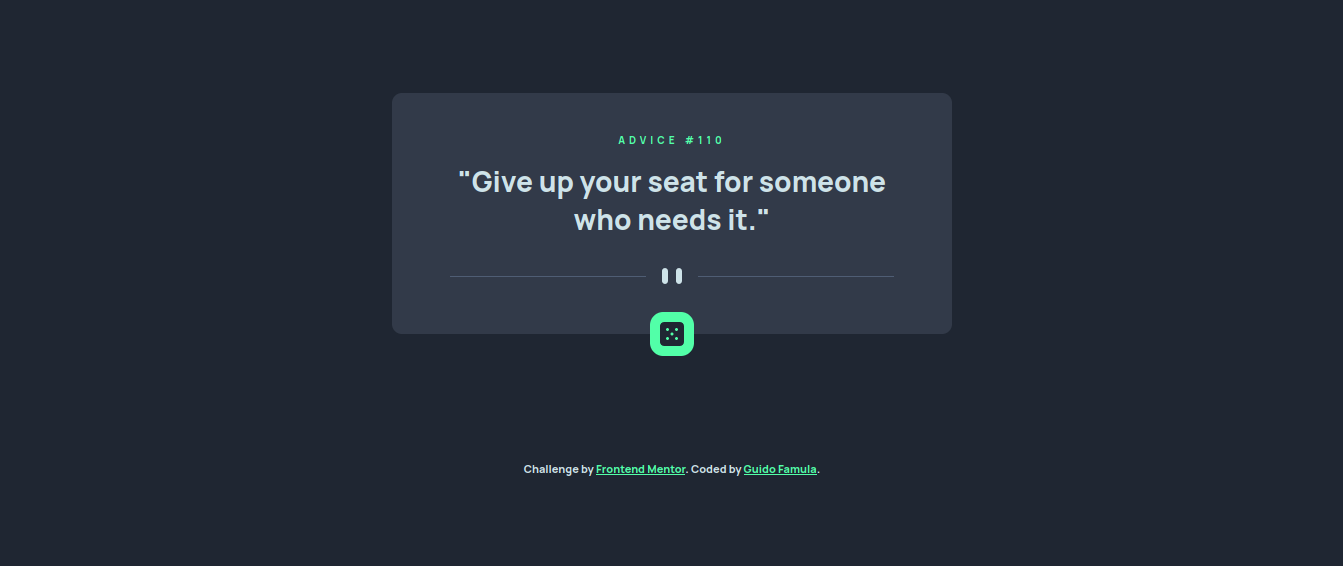 ADVICE #110
"Give up your seat for someone
who needs it."
Challenge by Frontend Mentor. Coded by Guido Famula.